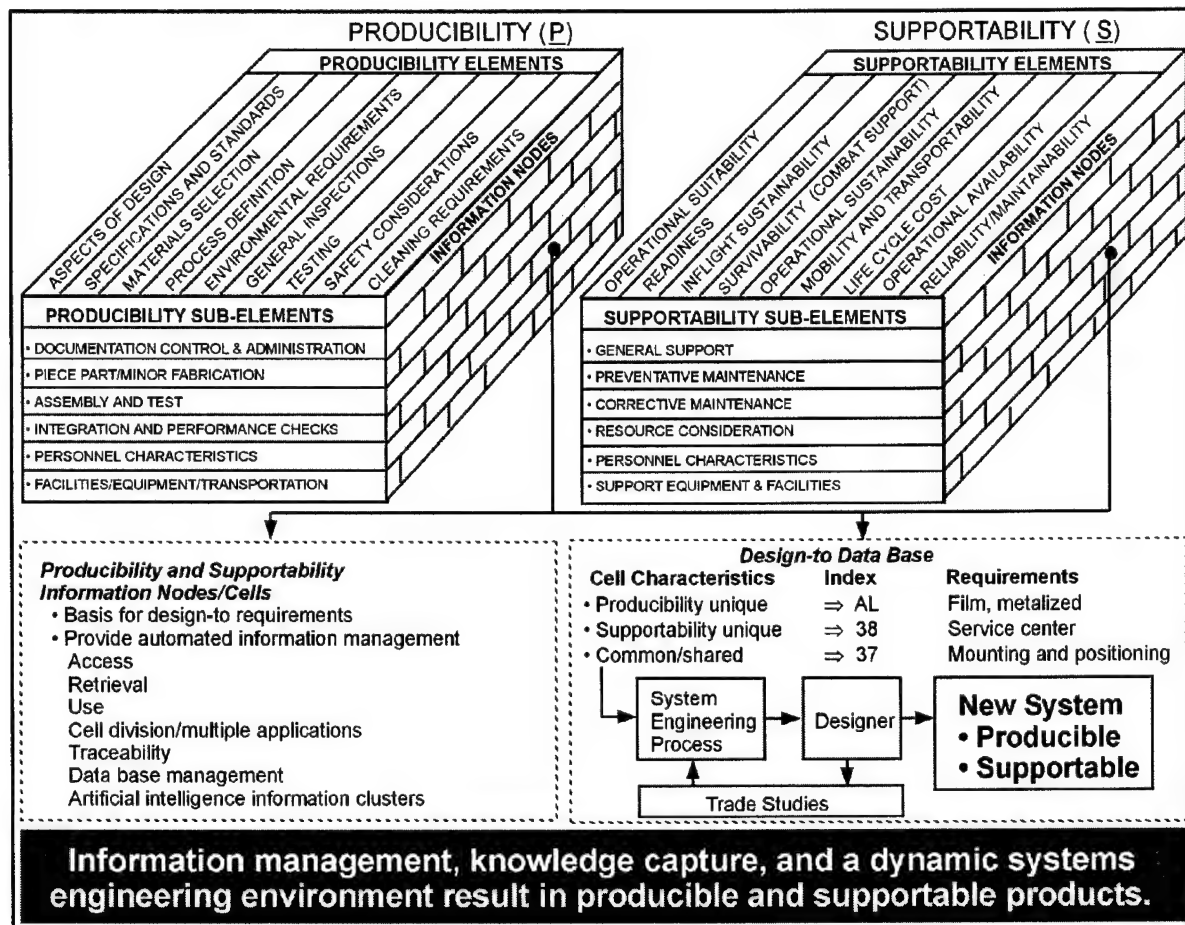 PRODUCIBILITY (P)
PRODUCIBILITY ELEMENTS
ASPECTS OF DESIGN
SPECIFICATIONS AND STANDARDS
MATERIALS SELECTION
PROCESS DEFINITION
ENVIRONMENTAL REQUIREMENTS
GENERAL INSPECTIONS
TESTING
SAFETY CONSIDERATIONS
CLEANING REQUIREMENTS
INFORMATION NODES
PRODUCIBILITY SUB-ELEMENTS
• DOCUMENTATION CONTROL & ADMINISTRATION
• PIECE PART/MINOR FABRICATION
• ASSEMBLY AND TEST
• INTEGRATION AND PERFORMANCE CHECKS
• PERSONNEL CHARACTERISTICS
• FACILITIES/EQUIPMENT/TRANSPORTATION
SUPPORTABILITY (S)
SUPPORTABILITY ELEMENTS
OPERATIONAL SUITABILITY
READINESS
INFLIGHT SUSTAINABILITY
SURVIVABILITY (COMBAT SUPPORT)
OPERATIONAL SUSTAINABILITY
MOBILITY AND TRANSPORTABILITY
LIFE CYCLE COST
OPERATIONAL AVAILABILITY
RELIABILITY/MAINTAINABILITY
INFORMATION NODES
SUPPORTABILITY SUB-ELEMENTS
• GENERAL SUPPORT
• PREVENTATIVE MAINTENANCE
• CORRECTIVE MAINTENANCE
• RESOURCE CONSIDERATION
• PERSONNEL CHARACTERISTICS
• SUPPORT EQUIPMENT & FACILITIES
Producibility and Supportability
Information Nodes/Cells
• Basis for design-to requirements
• Provide automated information management
Access
Retrieval
Use
Cell division/multiple applications
Traceability
Data base management
Artificial intelligence information clusters
Design-to Data Base
Cell Characteristics Index Requirements
• Producibility unique ⇒ AL Film, metalized
• Supportability unique ⇒ 38 Service center
• Common/shared ⇒ 37 Mounting and positioning
System
Engineering
Process
Designer
New System
• Producible
• Supportable
Trade Studies
Information management, knowledge capture, and a dynamic systems
engineering environment result in producible and supportable products.